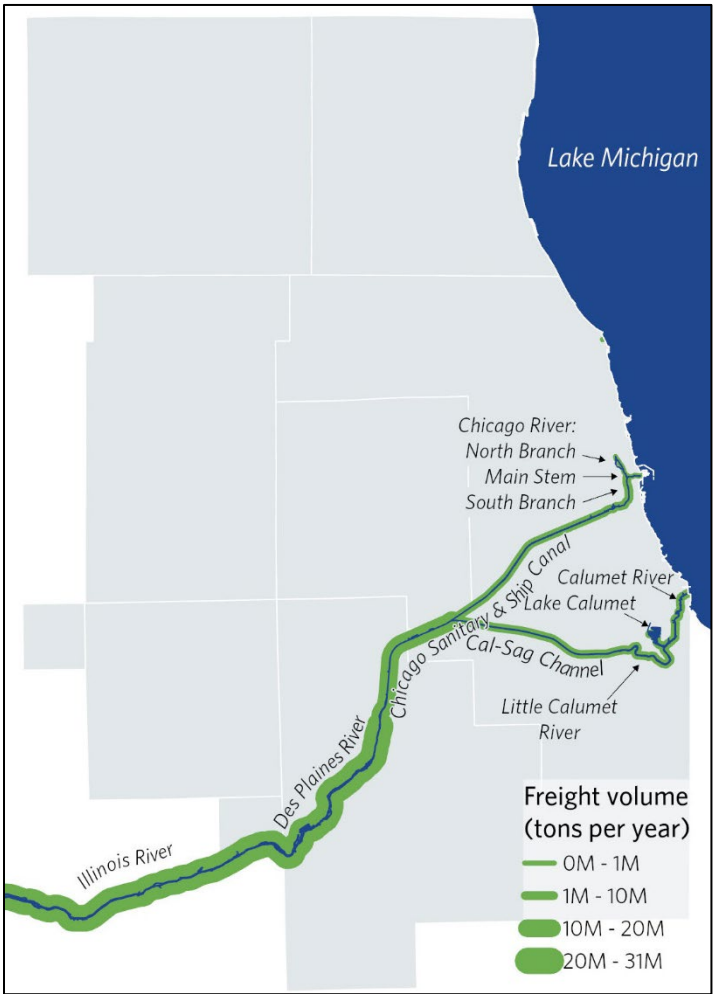 Lake Michigan
Chicago River:
North Branch
Main Stem
South Branch
Calumet River
Lake Calumet
Chicago Sanitary & Ship Canal
Cal-Sag Channel
Little Calumet
River
Des Plaines River
Illinois River
Freight volume
(tons per year)
0M - 1M
1M - 10M
10M - 20M
20M - 31M